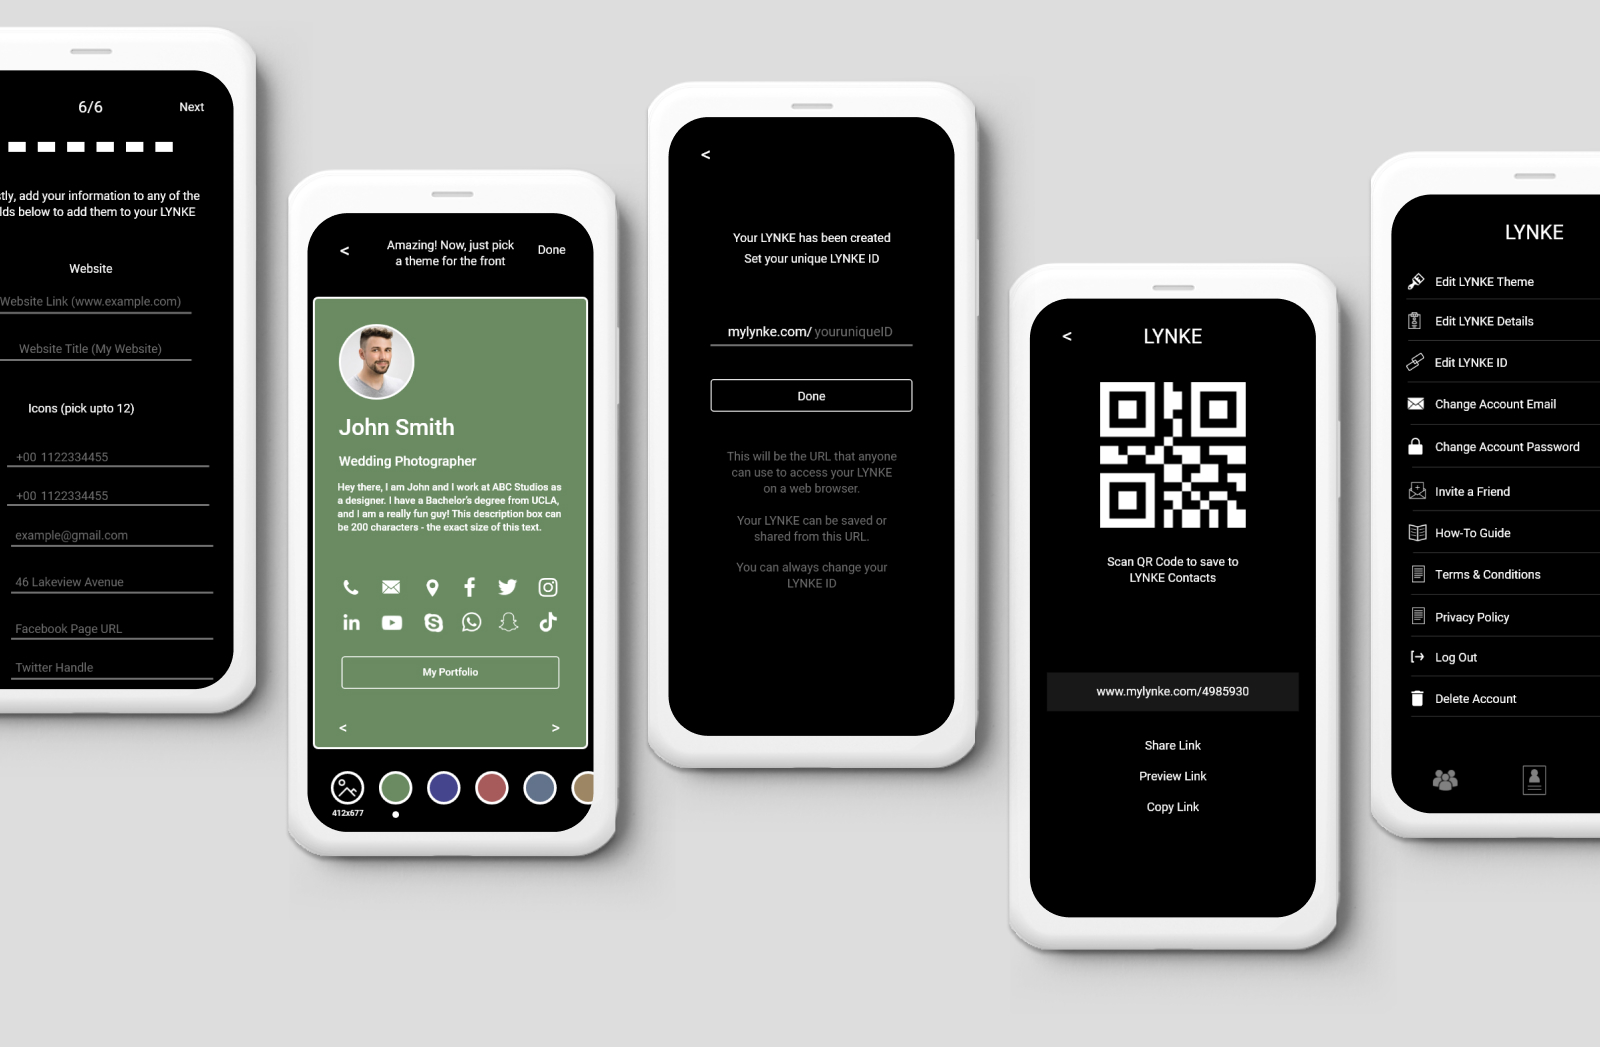 6/6
Next
add your information to any of the
below to add them to your LYNKE
Website
Website Link (www.example.com)
Website Title (My Website)
Icons (pick upto 12)
+00 1122334455
+00 1122334455
example@gmail.com
46 Lakeview Avenue
Facebook Page URL
Twitter Handle
<
Amazing! Now, just pick
a theme for the front
Done
John Smith
Wedding Photographer
Hey there, I am John and I work at ABC Studios as
a designer. I have a Bachelor's degree from UCLA,
and I am a really fun guy! This description box can
be 200 characters - the exact size of this text.
My Portfolio
<
>
412x677
<
Your LYNKE has been created
Set your unique LYNKE ID
mylynke.com/ youruniqueID
Done
This will be the URL that anyone
can use to access your LYNKE
on a web browser.
Your LYNKE can be saved or
shared from this URL.
You can always change your
LYNKE ID
<
LYNKE
Scan QR Code to save to
LYNKE Contacts
www.mylynke.com/4985930
Share Link
Preview Link
Copy Link
LYNKE
Edit LYNKE Theme
Edit LYNKE Details
Edit LYNKE ID
Change Account Email
Change Account Password
Invite a Friend
How-To Guide
Terms & Conditions
Privacy Policy
Log Out
Delete Account